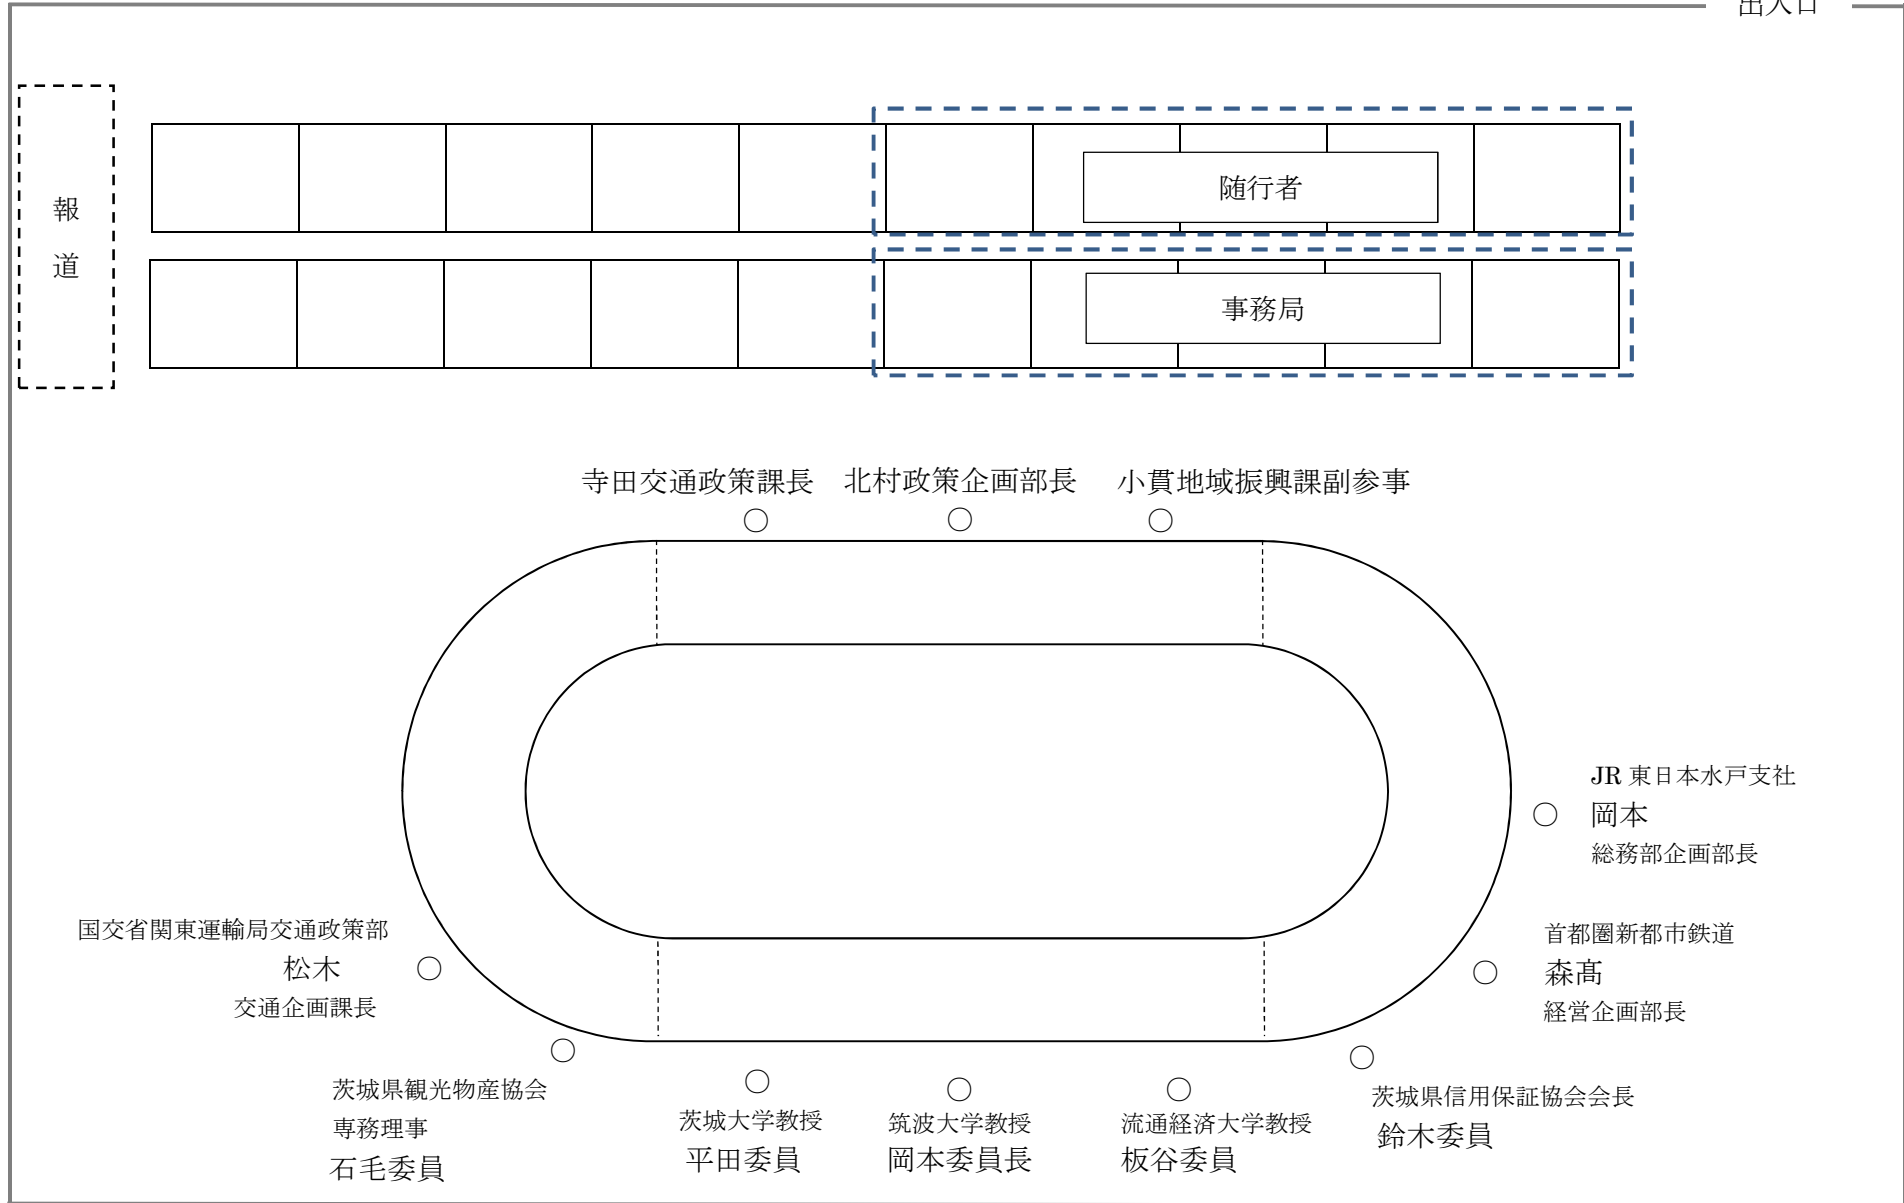 出入口
報
道
随行者
事務局
寺田交通政策課長 北村政策企画部長 小貫地域振興課副参事
JR 東日本水戸支社
岡本
総務部企画部長
国交省関東運輸局交通政策部
松木
交通企画課長
首都圏新都市鉄道
森髙
経営企画部長
茨城県観光物産協会
専務理事
石毛委員
茨城大学教授
平田委員
筑波大学教授
岡本委員長
流通経済大学教授
板谷委員
茨城県信用保証協会会長
鈴木委員